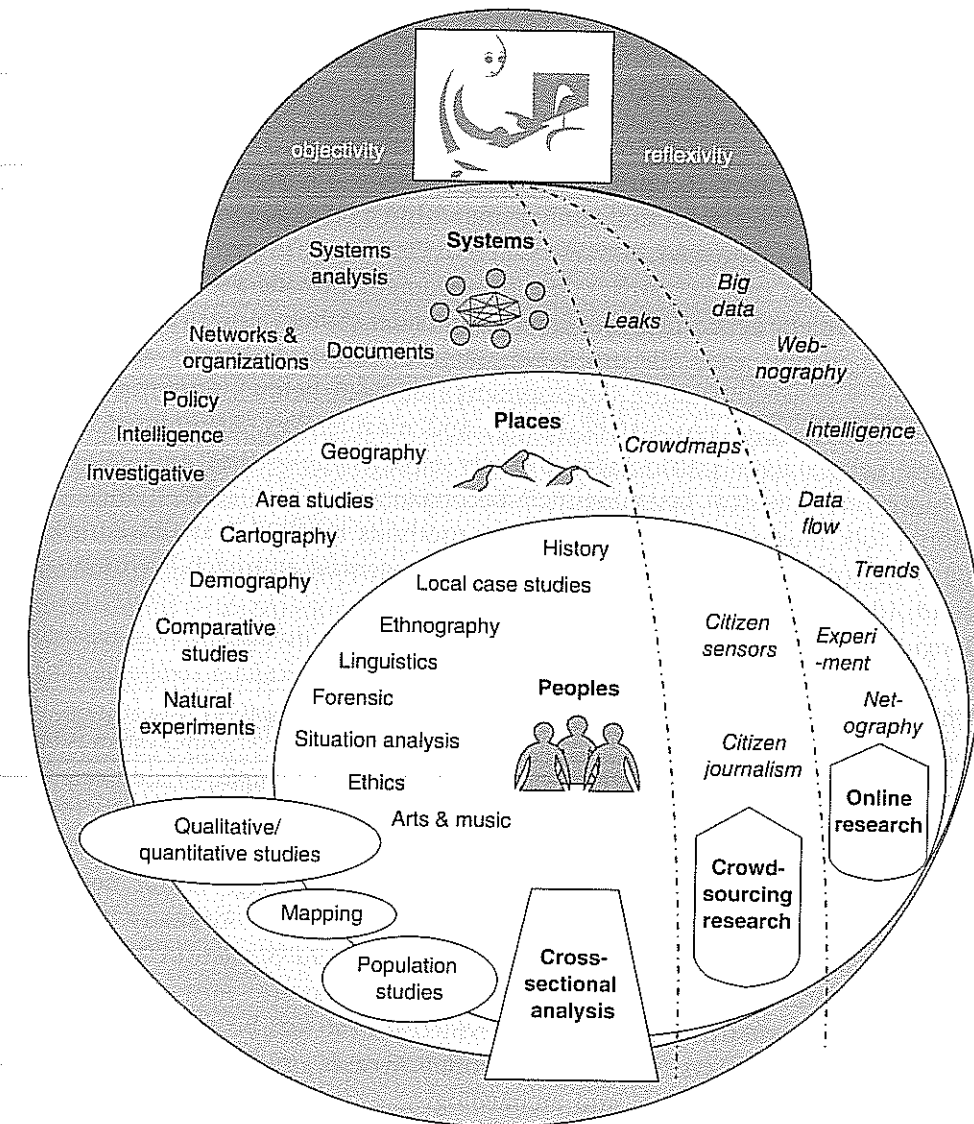 objectivity
reflexivity
Systems
Systems
analysis
Big
data
Leaks
Networks &
organizations
Documents
Web-
nography
Policy
Intelligence
Investigative
Places
Geography
Crowdmaps
Intelligence
Area studies
Data
flow
Cartography
History
Trends
Demography
Local case studies
Comparative
studies
Ethnography
Citizen
sensors
Experi
-ment
Linguistics
Natural
experiments
Forensic
Peoples
Net-
ography
Situation analysis
Citizen
journalism
Ethics
Arts & music
Online
research
Qualitative/
quantitative studies
Crowd-
sourcing
research
Mapping
Population
studies
Cross-
sectional
analysis